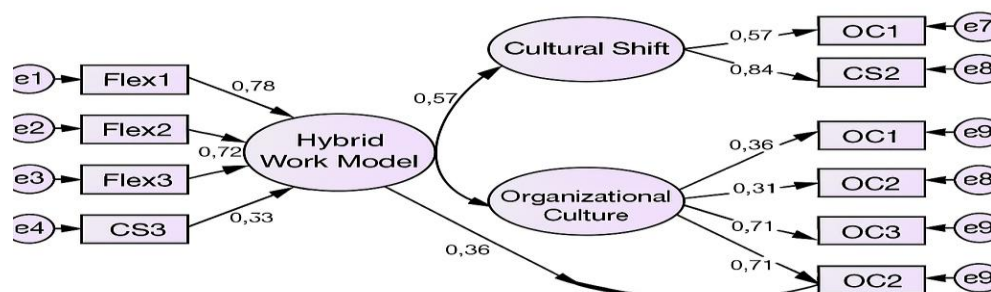 e1
Flex1
0,78
e2
Flex2
0,72
e3
Flex3
e4
CS3
0,33
Hybrid
Work Model
0,57
0,36
Cultural Shift
0,57
OC1
e7
0,84
CS2
e8
Organizational
Culture
0,36
OC1
e9
0,31
OC2
e8
0,71
OC3
e9
0,71
OC2
e9